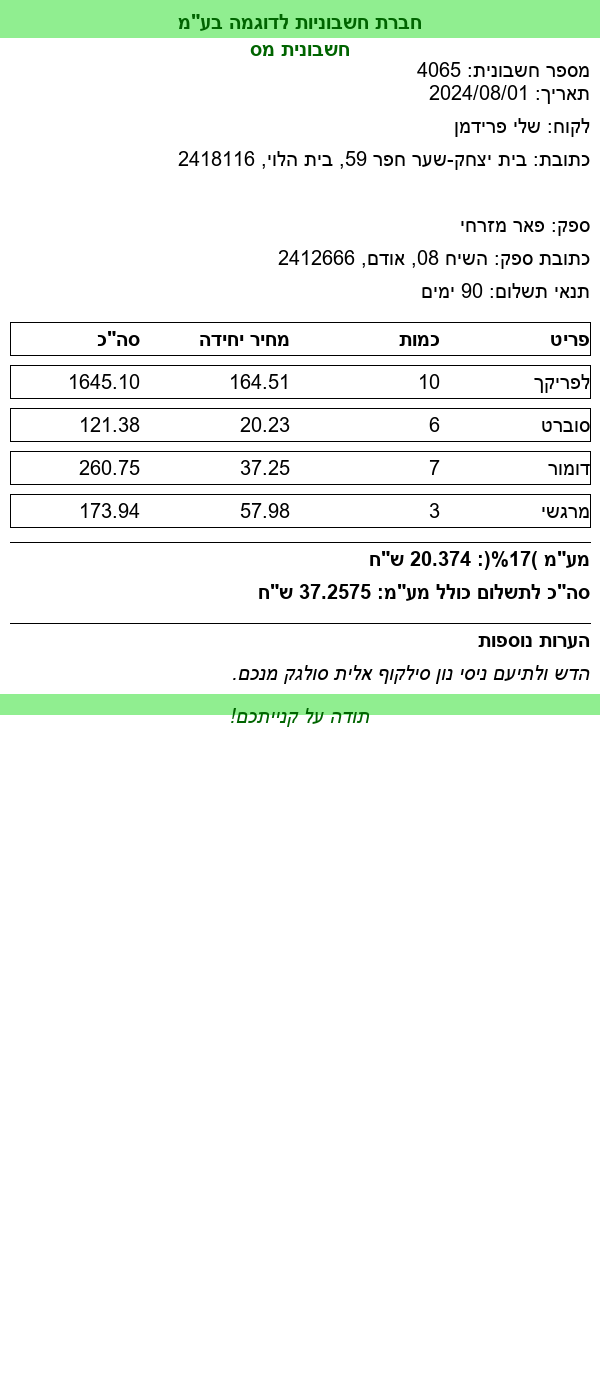 חברת חשבוניות לדוגמה בע"מ
חשבונית מס
מספר חשבונית: 4065
תאריך: 2024/08/01
לקוח: שלי פרידמן
כתובת: בית יצחק-שער חפר 59, בית הלוי, 2418116
ספק: פאר מזרחי
כתובת ספק: השיח 08, אודם, 2412666
תנאי תשלום: 90 ימים
פריט כמות מחיר יחידה סה"כ
לפריקך 10 164.51 1645.10
סוברט 6 20.23 121.38
דומור 7 37.25 260.75
מרגשי 3 57.98 173.94
מע"מ )17%(: 20.374 ש"ח
סה"כ לתשלום כולל מע"מ: 37.2575 ש"ח
הערות נוספות
הדש ולתיעם ניסי נון סילקוף אלית סולגק מנכם.
תודה על קנייתכם!